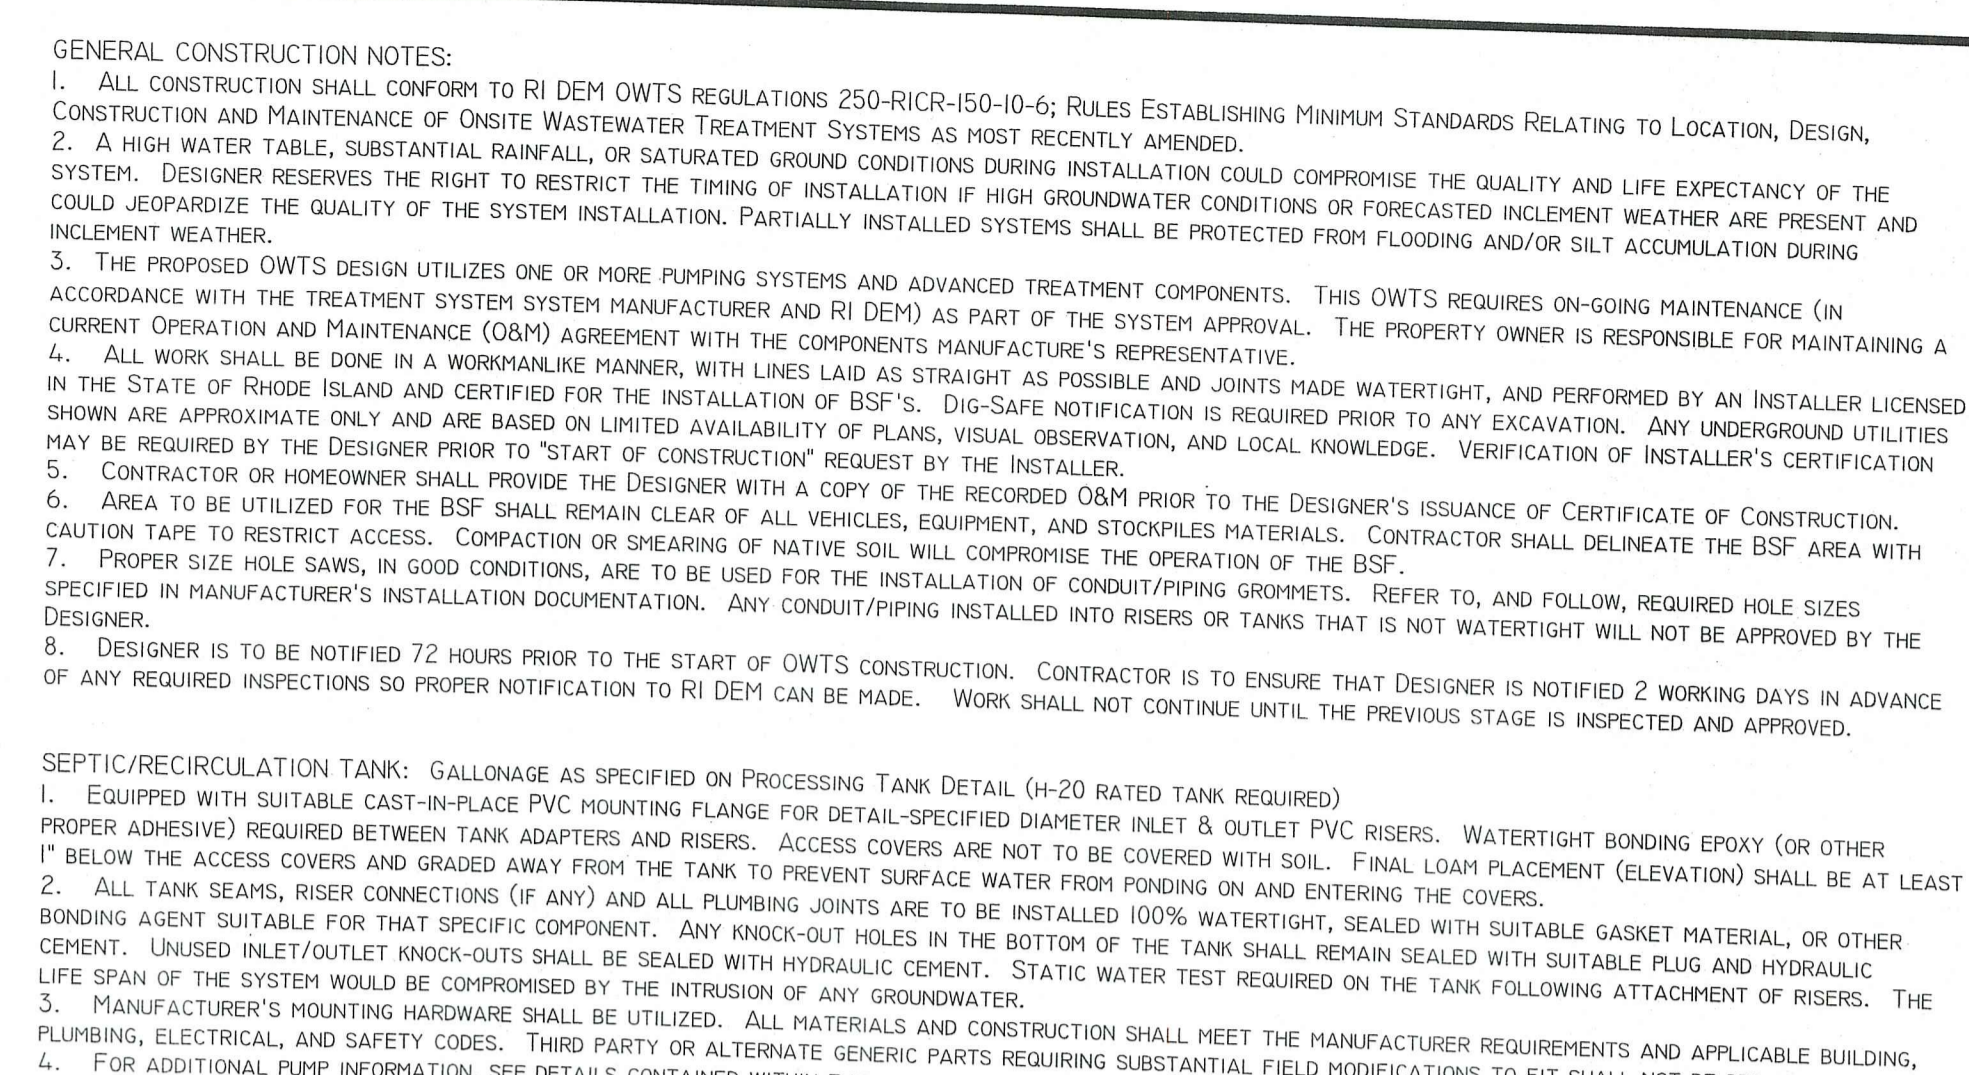 GENERAL CONSTRUCTION NOTES:
1. ALL CONSTRUCTION SHALL CONFORM TO RI DEM OWTS REGULATIONS 250-RICR-150-10-6; RULES ESTABLISHING MINIMUM STANDARDS RELATING TO LOCATION, DESIGN,
CONSTRUCTION AND MAINTENANCE OF ONSITE WASTEWATER TREATMENT SYSTEMS AS MOST RECENTLY AMENDED.
2. A HIGH WATER TABLE, SUBSTANTIAL RAINFALL, OR SATURATED GROUND CONDITIONS DURING INSTALLATION COULD COMPROMISE THE QUALITY AND LIFE EXPECTANCY OF THE
SYSTEM. DESIGNER RESERVES THE RIGHT TO RESTRICT THE TIMING OF INSTALLATION IF HIGH GROUNDWATER CONDITIONS OR FORECASTED INCLEMENT WEATHER ARE PRESENT AND
COULD JEOPARDIZE THE QUALITY OF THE SYSTEM INSTALLATION. PARTIALLY INSTALLED SYSTEMS SHALL BE PROTECTED FROM FLOODING AND/OR SILT ACCUMULATION DURING
INCLEMENT WEATHER.
3. THE PROPOSED OWTS DESIGN UTILIZES ONE OR MORE PUMPING SYSTEMS AND ADVANCED TREATMENT COMPONENTS. THIS OWTS REQUIRES ON-GOING MAINTENANCE (IN
ACCORDANCE WITH THE TREATMENT SYSTEM SYSTEM MANUFACTURER AND RI DEM) AS PART OF THE SYSTEM APPROVAL. THE PROPERTY OWNER IS RESPONSIBLE FOR MAINTAINING A
CURRENT OPERATION AND MAINTENANCE (O&M) AGREEMENT WITH THE COMPONENTS MANUFACTURE'S REPRESENTATIVE.
4. ALL WORK SHALL BE DONE IN A WORKMANLIKE MANNER, WITH LINES LAID AS STRAIGHT AS POSSIBLE AND JOINTS MADE WATERTIGHT, AND PERFORMED BY AN INSTALLER LICENSED
IN THE STATE OF RHODE ISLAND AND CERTIFIED FOR THE INSTALLATION OF BSF'S. DIG-SAFE NOTIFICATION IS REQUIRED PRIOR TO ANY EXCAVATION. ANY UNDERGROUND UTILITIES
SHOWN ARE APPROXIMATE ONLY AND ARE BASED ON LIMITED AVAILABILITY OF PLANS, VISUAL OBSERVATION, AND LOCAL KNOWLEDGE. VERIFICATION OF INSTALLER'S CERTIFICATION
MAY BE REQUIRED BY THE DESIGNER PRIOR TO "START OF CONSTRUCTION" REQUEST BY THE INSTALLER.
5. CONTRACTOR OR HOMEOWNER SHALL PROVIDE THE DESIGNER WITH A COPY OF THE RECORDED O&M PRIOR TO THE DESIGNER'S ISSUANCE OF CERTIFICATE OF CONSTRUCTION.
6. AREA TO BE UTILIZED FOR THE BSF SHALL REMAIN CLEAR OF ALL VEHICLES, EQUIPMENT, AND STOCKPILES MATERIALS. CONTRACTOR SHALL DELINEATE THE BSF AREA WITH
CAUTION TAPE TO RESTRICT ACCESS. COMPACTION OR SMEARING OF NATIVE SOIL WILL COMPROMISE THE OPERATION OF THE BSF.
7. PROPER SIZE HOLE SAWS, IN GOOD CONDITIONS, ARE TO BE USED FOR THE INSTALLATION OF CONDUIT/PIPING GROMMETS. REFER TO, AND FOLLOW, REQUIRED HOLE SIZES
SPECIFIED IN MANUFACTURER'S INSTALLATION DOCUMENTATION. ANY CONDUIT/PIPING INSTALLED INTO RISERS OR TANKS THAT IS NOT WATERTIGHT WILL NOT BE APPROVED BY THE
DESIGNER.
8. DESIGNER IS TO BE NOTIFIED 72 HOURS PRIOR TO THE START OF OWTS CONSTRUCTION. CONTRACTOR IS TO ENSURE THAT DESIGNER IS NOTIFIED 2 WORKING DAYS IN ADVANCE
OF ANY REQUIRED INSPECTIONS SO PROPER NOTIFICATION TO RI DEM CAN BE MADE. WORK SHALL NOT CONTINUE UNTIL THE PREVIOUS STAGE IS INSPECTED AND APPROVED.
SEPTIC/RECIRCULATION TANK: GALLONAGE AS SPECIFIED ON PROCESSING TANK DETAIL (H-20 RATED TANK REQUIRED)
1. EQUIPPED WITH SUITABLE CAST-IN-PLACE PVC MOUNTING FLANGE FOR DETAIL-SPECIFIED DIAMETER INLET & OUTLET PVC RISERS. WATERTIGHT BONDING EPOXY (OR OTHER
PROPER ADHESIVE) REQUIRED BETWEEN TANK ADAPTERS AND RISERS. ACCESS COVERS ARE NOT TO BE COVERED WITH SOIL. FINAL LOAM PLACEMENT (ELEVATION) SHALL BE AT LEAST
1" BELOW THE ACCESS COVERS AND GRADED AWAY FROM THE TANK TO PREVENT SURFACE WATER FROM PONDING ON AND ENTERING THE COVERS.
2. ALL TANK SEAMS, RISER CONNECTIONS (IF ANY) AND ALL PLUMBING JOINTS ARE TO BE INSTALLED 100% WATERTIGHT, SEALED WITH SUITABLE GASKET MATERIAL, OR OTHER
BONDING AGENT SUITABLE FOR THAT SPECIFIC COMPONENT. ANY KNOCK-OUT HOLES IN THE BOTTOM OF THE TANK SHALL REMAIN SEALED WITH SUITABLE PLUG AND HYDRAULIC
CEMENT. UNUSED INLET/OUTLET KNOCK-OUTS SHALL BE SEALED WITH HYDRAULIC CEMENT. STATIC WATER TEST REQUIRED ON THE TANK FOLLOWING ATTACHMENT OF RISERS. THE
LIFE SPAN OF THE SYSTEM WOULD BE COMPROMISED BY THE INTRUSION OF ANY GROUNDWATER.
3. MANUFACTURER'S MOUNTING HARDWARE SHALL BE UTILIZED. ALL MATERIALS AND CONSTRUCTION SHALL MEET THE MANUFACTURER REQUIREMENTS AND APPLICABLE BUILDING,
PLUMBING, ELECTRICAL, AND SAFETY CODES. THIRD PARTY OR ALTERNATE GENERIC PARTS REQUIRING SUBSTANTIAL FIELD MODIFICATIONS TO FIT SHALL NOT BE
4. FOR ADDITIONAL PUMP INFORMATION, SEE DETAILS CONTAINED WITHIN